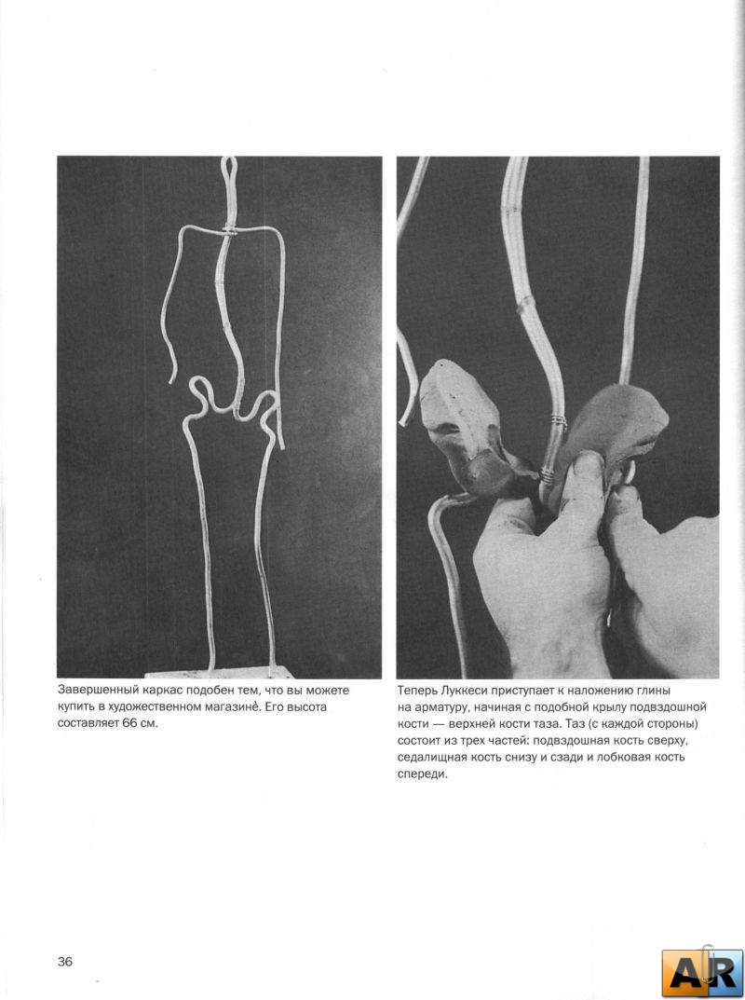 Завершенный каркас подобен тем, что вы можете
купить в художественном магазинѐ. Его высота
составляет 66 см.
Теперь Луккеси приступает к наложению глины
на арматуру, начиная с подобной крылу подвздошной
кости — верхней кости таза. Таз (с каждой стороны)
состоит из трех частей: подвздошная кость сверху,
седалищная кость снизу и сзади и лобковая кость
спереди.
36
AR